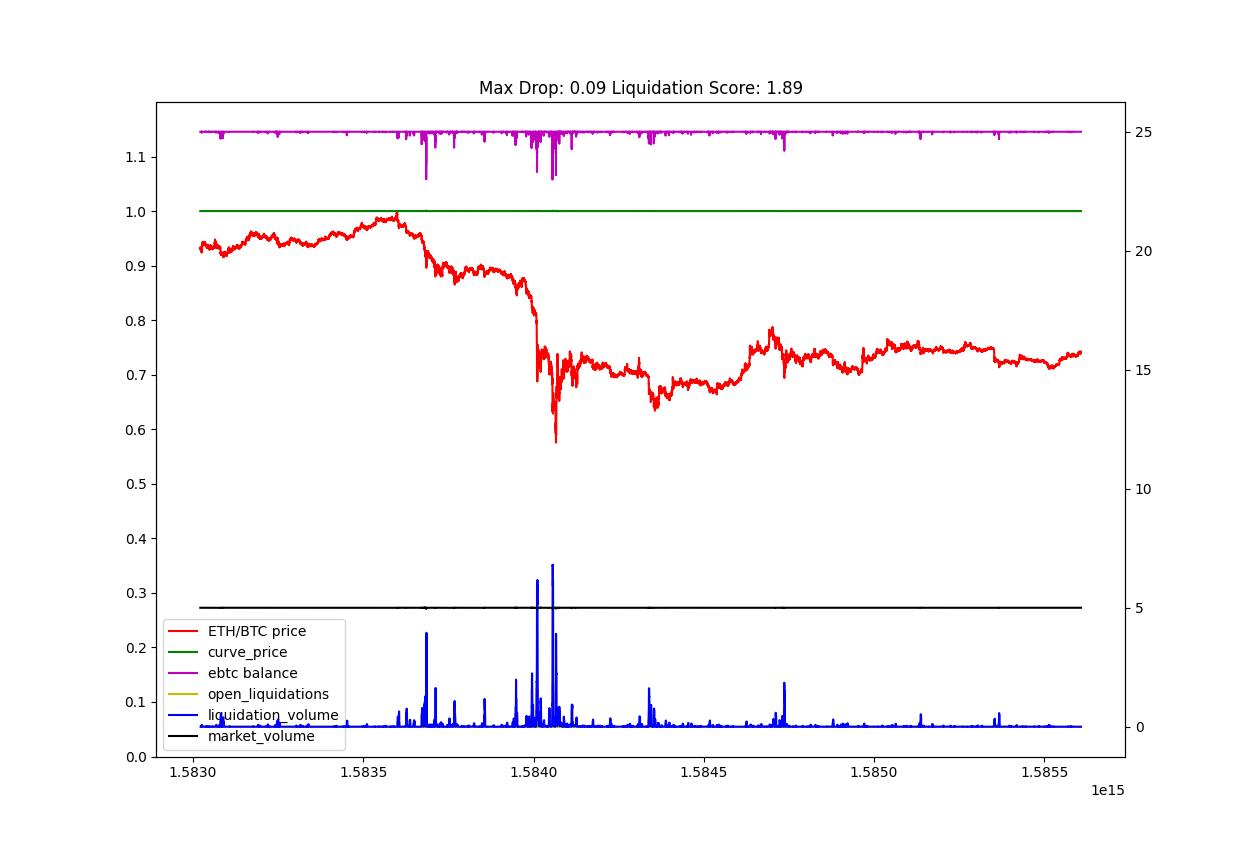 Max Drop: 0.09 Liquidation Score: 1.89
1.1
1.0
0.9
0.8
0.7
0.6
0.5
0.4
0.3
0.2
0.1
0.0
25
20
15
10
5
0
ETH/BTC price
curve_price
ebtc balance
open_liquidations
liquidation_volume
market_volume
1.5830 1.5835 1.5840 1.5845 1.5850 1.5855
1e15